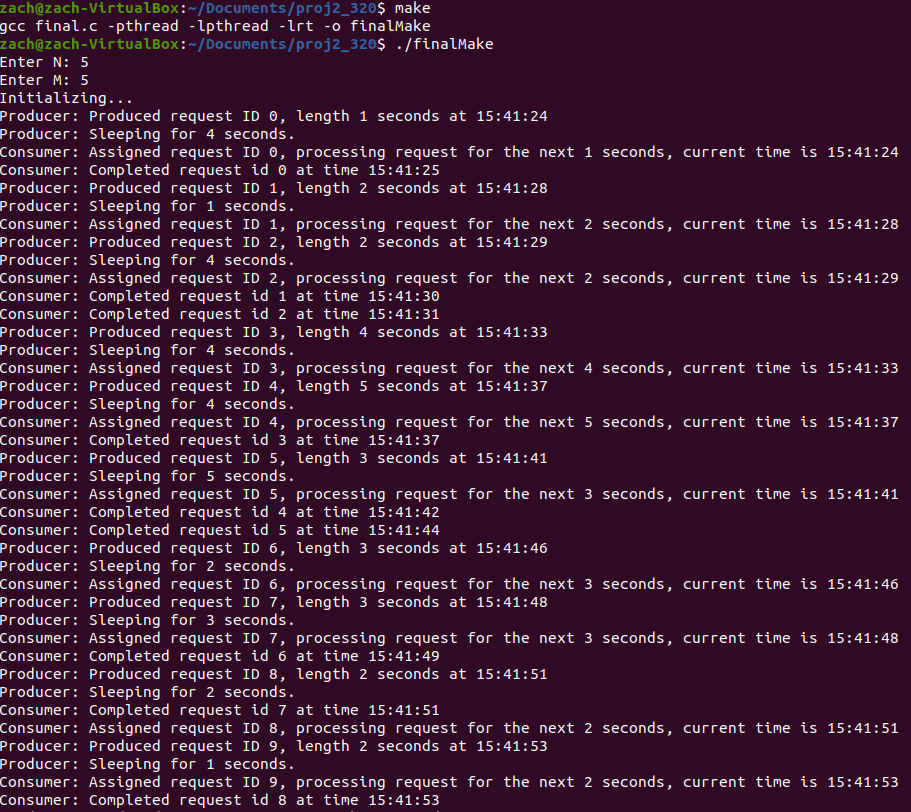 zach@zach-VirtualBox:~/Documents/proj2_320$ make
gcc final.c -pthread -lpthread -lrt -o finalMake
zach@zach-VirtualBox:~/Documents/proj2_320$ ./finalMake
Enter N: 5
Enter M: 5
Initializing...
Producer: Produced request ID 0, length 1 seconds at 15:41:24
Producer: Sleeping for 4 seconds.
Consumer: Assigned request ID 0, processing request for the next 1 seconds, current time is 15:41:24
Consumer: Completed request id 0 at time 15:41:25
Producer: Produced request ID 1, length 2 seconds at 15:41:28
Producer: Sleeping for 1 seconds.
Consumer: Assigned request ID 1, processing request for the next 2 seconds, current time is 15:41:28
Producer: Produced request ID 2, length 2 seconds at 15:41:29
Producer: Sleeping for 4 seconds.
Consumer: Assigned request ID 2, processing request for the next 2 seconds, current time is 15:41:29
Consumer: Completed request id 1 at time 15:41:30
Consumer: Completed request id 2 at time 15:41:31
Producer: Produced request ID 3, length 4 seconds at 15:41:33
Producer: Sleeping for 4 seconds.
Consumer: Assigned request ID 3, processing request for the next 4 seconds, current time is 15:41:33
Producer: Produced request ID 4, length 5 seconds at 15:41:37
Producer: Sleeping for 4 seconds.
Consumer: Assigned request ID 4, processing request for the next 5 seconds, current time is 15:41:37
Consumer: Completed request id 3 at time 15:41:37
Producer: Produced request ID 5, length 3 seconds at 15:41:41
Producer: Sleeping for 5 seconds.
Consumer: Assigned request ID 5, processing request for the next 3 seconds, current time is 15:41:41
Consumer: Completed request id 4 at time 15:41:42
Consumer: Completed request id 5 at time 15:41:44
Producer: Produced request ID 6, length 3 seconds at 15:41:46
Producer: Sleeping for 2 seconds.
Consumer: Assigned request ID 6, processing request for the next 3 seconds, current time is 15:41:46
Producer: Produced request ID 7, length 3 seconds at 15:41:48
Producer: Sleeping for 3 seconds.
Consumer: Assigned request ID 7, processing request for the next 3 seconds, current time is 15:41:48
Consumer: Completed request id 6 at time 15:41:49
Producer: Produced request ID 8, length 2 seconds at 15:41:51
Producer: Sleeping for 2 seconds.
Consumer: Completed request id 7 at time 15:41:51
Consumer: Assigned request ID 8, processing request for the next 2 seconds, current time is 15:41:51
Producer: Produced request ID 9, length 2 seconds at 15:41:53
Producer: Sleeping for 1 seconds.
Consumer: Assigned request ID 9, processing request for the next 2 seconds, current time is 15:41:53
Consumer: Completed request id 8 at time 15:41:53